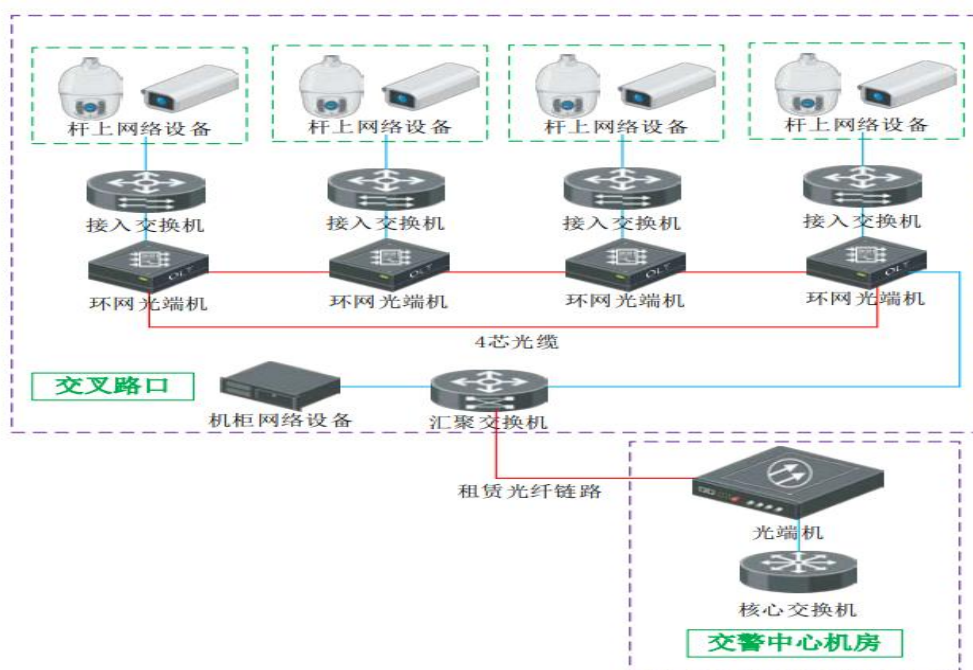 杆上网络设备
杆上网络设备
杆上网络设备
杆上网络设备
接入交换机
接入交换机
接入交换机
接入交换机
OLT
OLT
OLT
OLT
环网光端机
环网光端机
环网光端机
环网光端机
4芯光缆
交叉路口
机柜网络设备
汇聚交换机
租赁光纤链路
光端机
核心交换机
交警中心机房